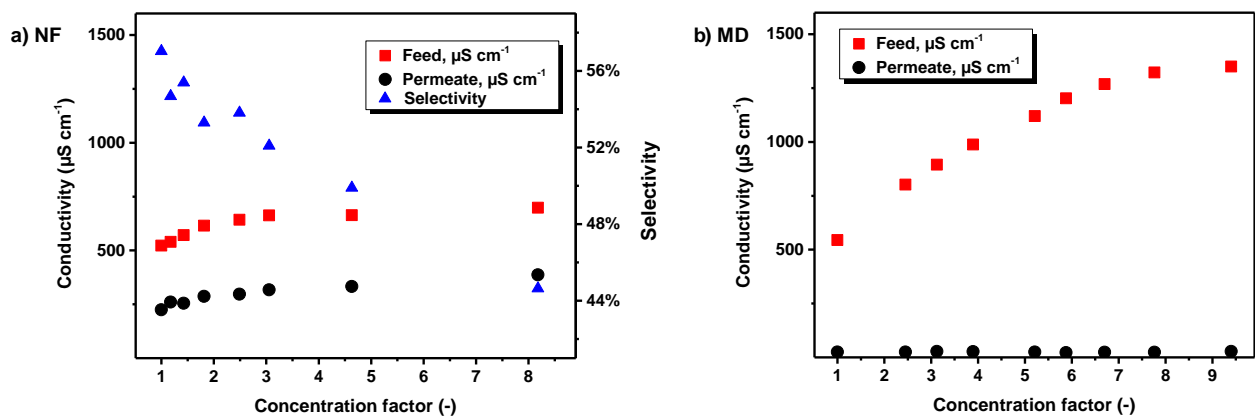 a) NF
Feed, µS cm⁻¹
Permeate, µS cm⁻¹
Selectivity
Conductivity (µS cm⁻¹)
1500
1000
500
56%
52%
48%
44%
Selectivity
1 2 3 4 5 6 7 8
Concentration factor (-)
b) MD
Feed, µS cm⁻¹
Permeate, µS cm⁻¹
Conductivity (µS cm⁻¹)
1500
1000
500
1 2 3 4 5 6 7 8 9
Concentration factor (-)